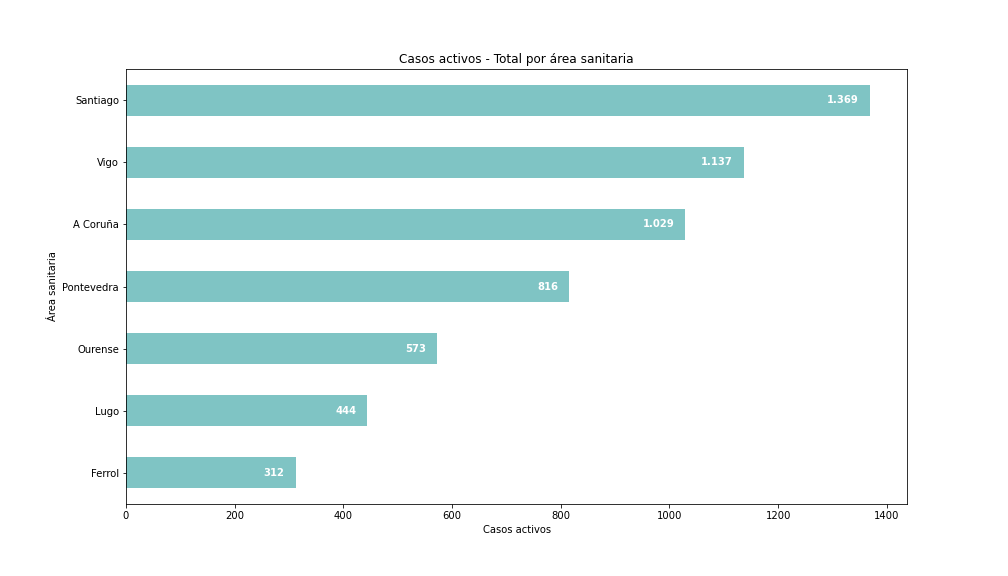 Casos activos - Total por área sanitaria
Santiago
1.369
Vigo
1.137
A Coruña
1.029
Pontevedra
816
Ourense
573
Lugo
444
Ferrol
312
Área sanitaria
0 200 400 600 800 1000 1200 1400
Casos activos